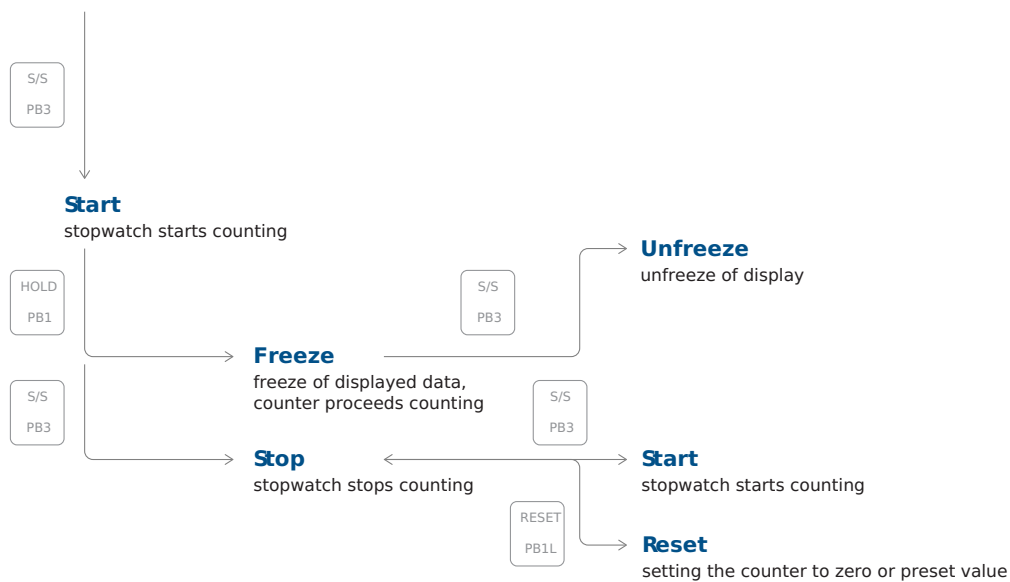 S/S
PB3
Start
stopwatch starts counting
Unfreeze
unfreeze of display
HOLD
PB1
S/S
PB3
Freeze
freeze of displayed data,
counter proceeds counting
S/S
PB3
S/S
PB3
Stop
stopwatch stops counting
Start
stopwatch starts counting
RESET
PB1L
Reset
setting the counter to zero or preset value